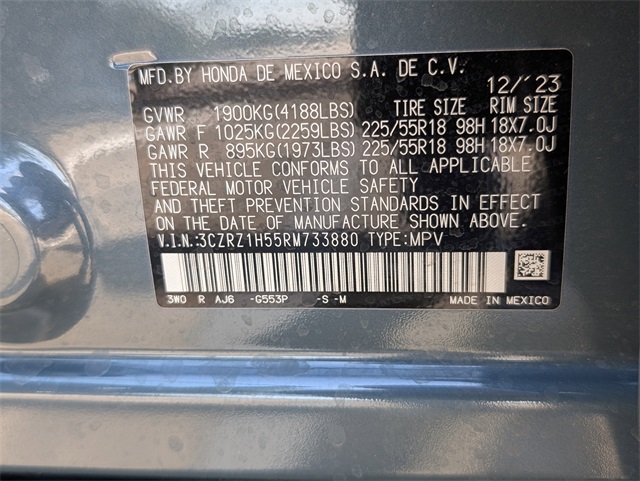 MFD.BY HONDA DE MEXICO S.A. DE C.V.
12/'23
GVWR 1900KG(4188LBS) TIRE SIZE RIM SIZE
GAWR F 1025KG(2259LBS) 225/55R18 98H 18X7.0J
GAWR R 895KG(1973LBS) 225/55R18 98H 18X7.0J
THIS VEHICLE CONFORMS TO ALL APPLICABLE
FEDERAL MOTOR VEHICLE SAFETY
AND THEFT PREVENTION STANDARDS IN EFFECT
ON THE DATE OF MANUFACTURE SHOWN ABOVE.
V.I.N.:3CZRZ1H55RM733880 TYPE:MPV
3W0 R AJ6 -G553P -S -M MADE IN MEXICO